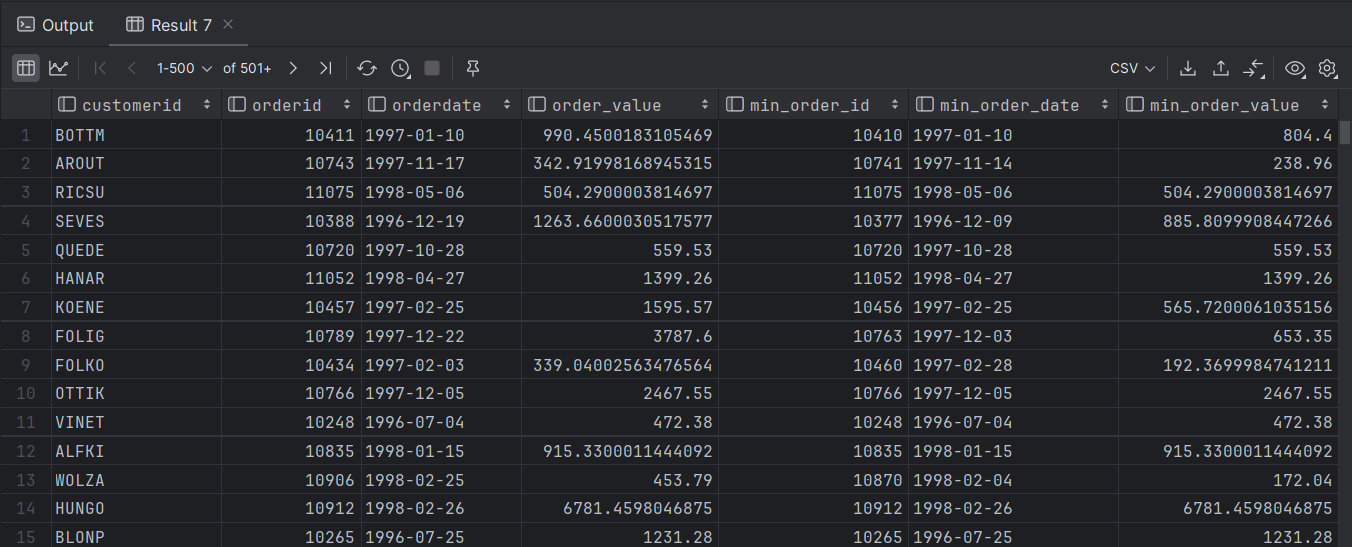 Output Result 7
1-500 of 501+ CSV
customerid orderid orderdate order_value min_order_id min_order_date min_order_value
1 BOTTM 10411 1997-01-10 990.4500183105469 10410 1997-01-10 804.4
2 AROUT 10743 1997-11-17 342.91998168945315 10741 1997-11-14 238.96
3 RICSU 11075 1998-05-06 504.2900003814697 11075 1998-05-06 504.2900003814697
4 SEVES 10388 1996-12-19 1263.6600030517577 10377 1996-12-09 885.8099908447266
5 QUEDE 10720 1997-10-28 559.53 10720 1997-10-28 559.53
6 HANAR 11052 1998-04-27 1399.26 11052 1998-04-27 1399.26
7 KOENE 10457 1997-02-25 1595.57 10456 1997-02-25 565.7200061035156
8 FOLIG 10789 1997-12-22 3787.6 10763 1997-12-03 653.35
9 FOLKO 10434 1997-02-03 339.04002563476564 10460 1997-02-28 192.3699984741211
10 OTTIK 10766 1997-12-05 2467.55 10766 1997-12-05 2467.55
11 VINET 10248 1996-07-04 472.38 10248 1996-07-04 472.38
12 ALFKI 10835 1998-01-15 915.3300011444092 10835 1998-01-15 915.3300011444092
13 WOLZA 10906 1998-02-25 453.79 10870 1998-02-04 172.04
14 HUNGO 10912 1998-02-26 6781.4598046875 10912 1998-02-26 6781.4598046875
15 BLONP 10265 1996-07-25 1231.28 10265 1996-07-25 1231.28